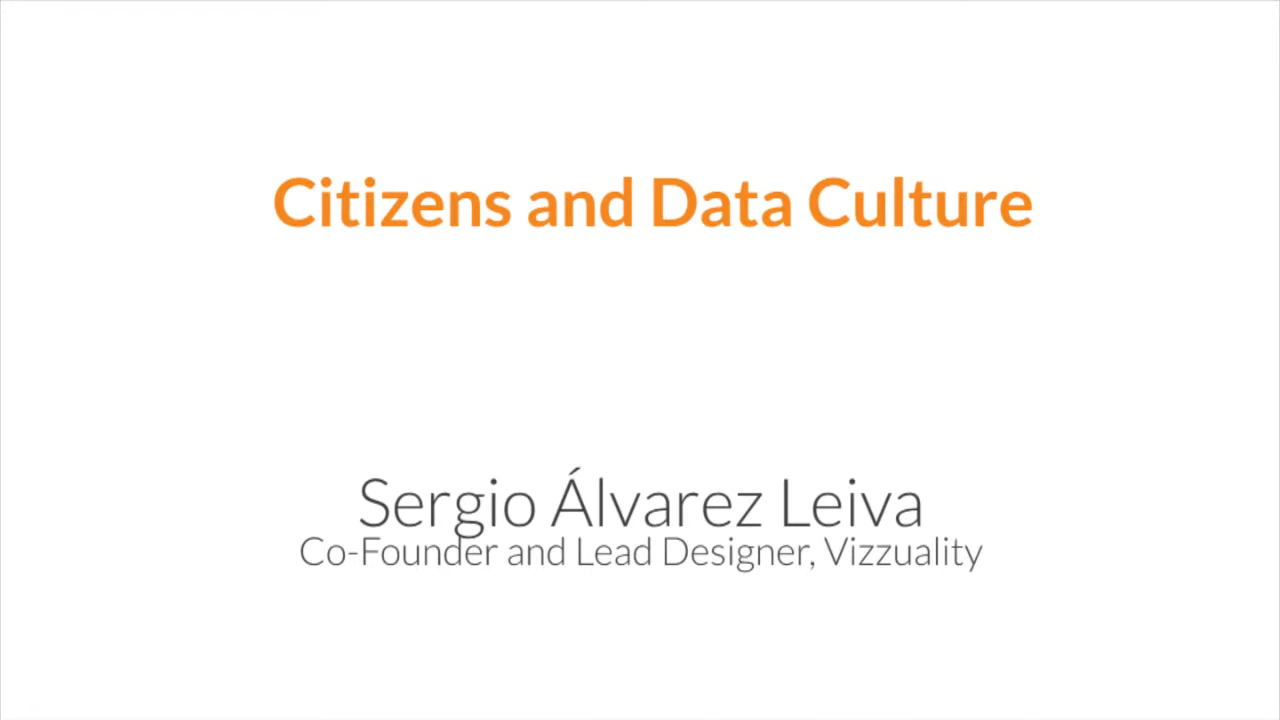 Citizens and Data Culture
Sergio Álvarez Leiva
Co-Founder and Lead Designer, Vizzuality